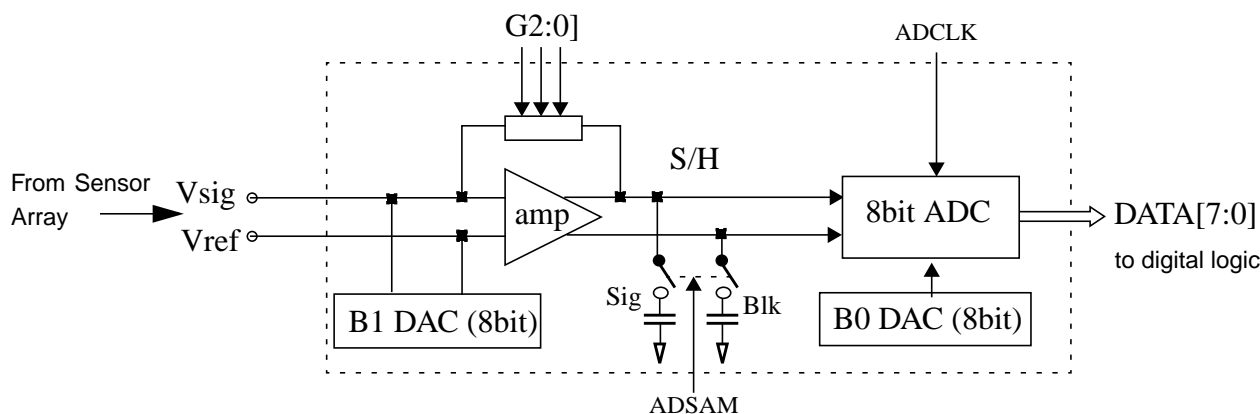 G2:0]
ADCLK
S/H
From Sensor
Array
Vsig
Vref
amp
8bit ADC
DATA[7:0]
to digital logic
B1 DAC (8bit)
Sig
Blk
B0 DAC (8bit)
ADSAM